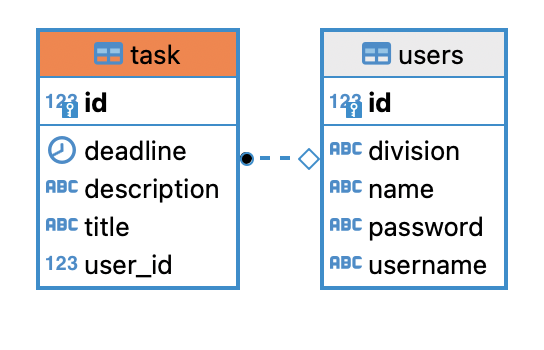 task
123 id
deadline
ABC description
ABC title
123 user_id
users
123 id
ABC division
ABC name
ABC password
ABC username